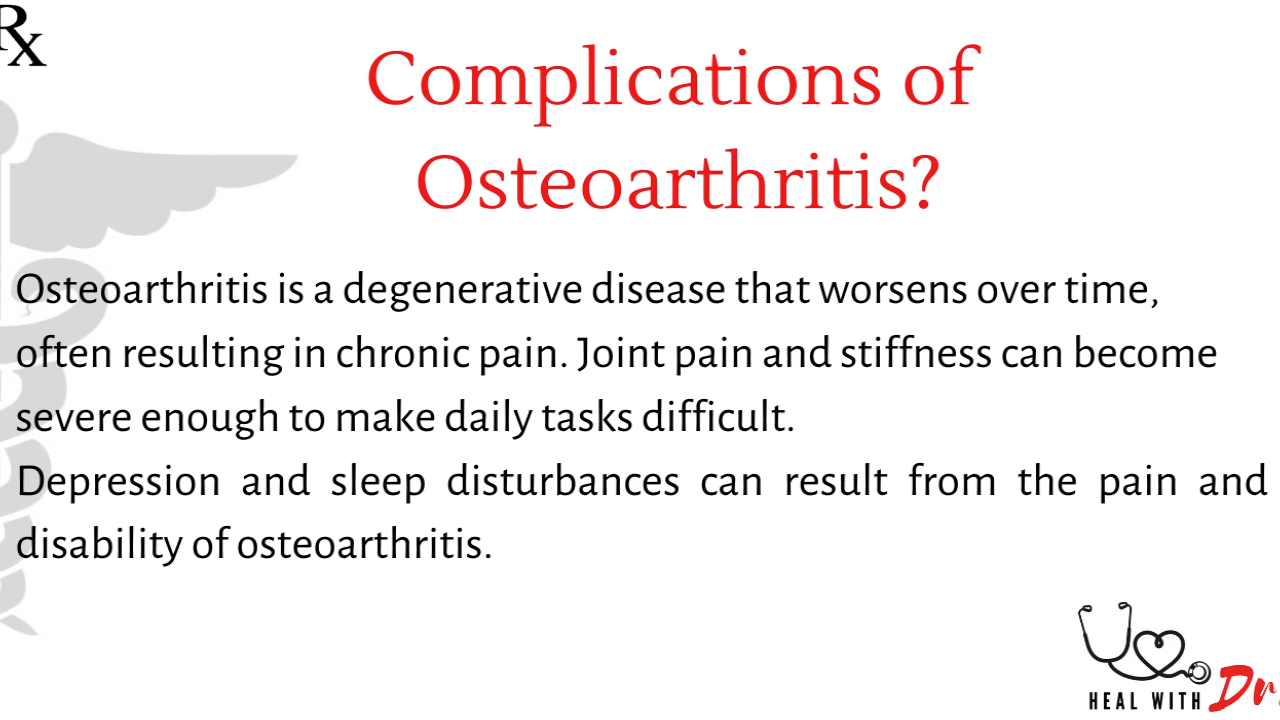 Rx
Complications of
Osteoarthritis?
Osteoarthritis is a degenerative disease that worsens over time,
often resulting in chronic pain. Joint pain and stiffness can become
severe enough to make daily tasks difficult.
Depression and sleep disturbances can result from the pain and
disability of osteoarthritis.
HEAL WITH Dr.